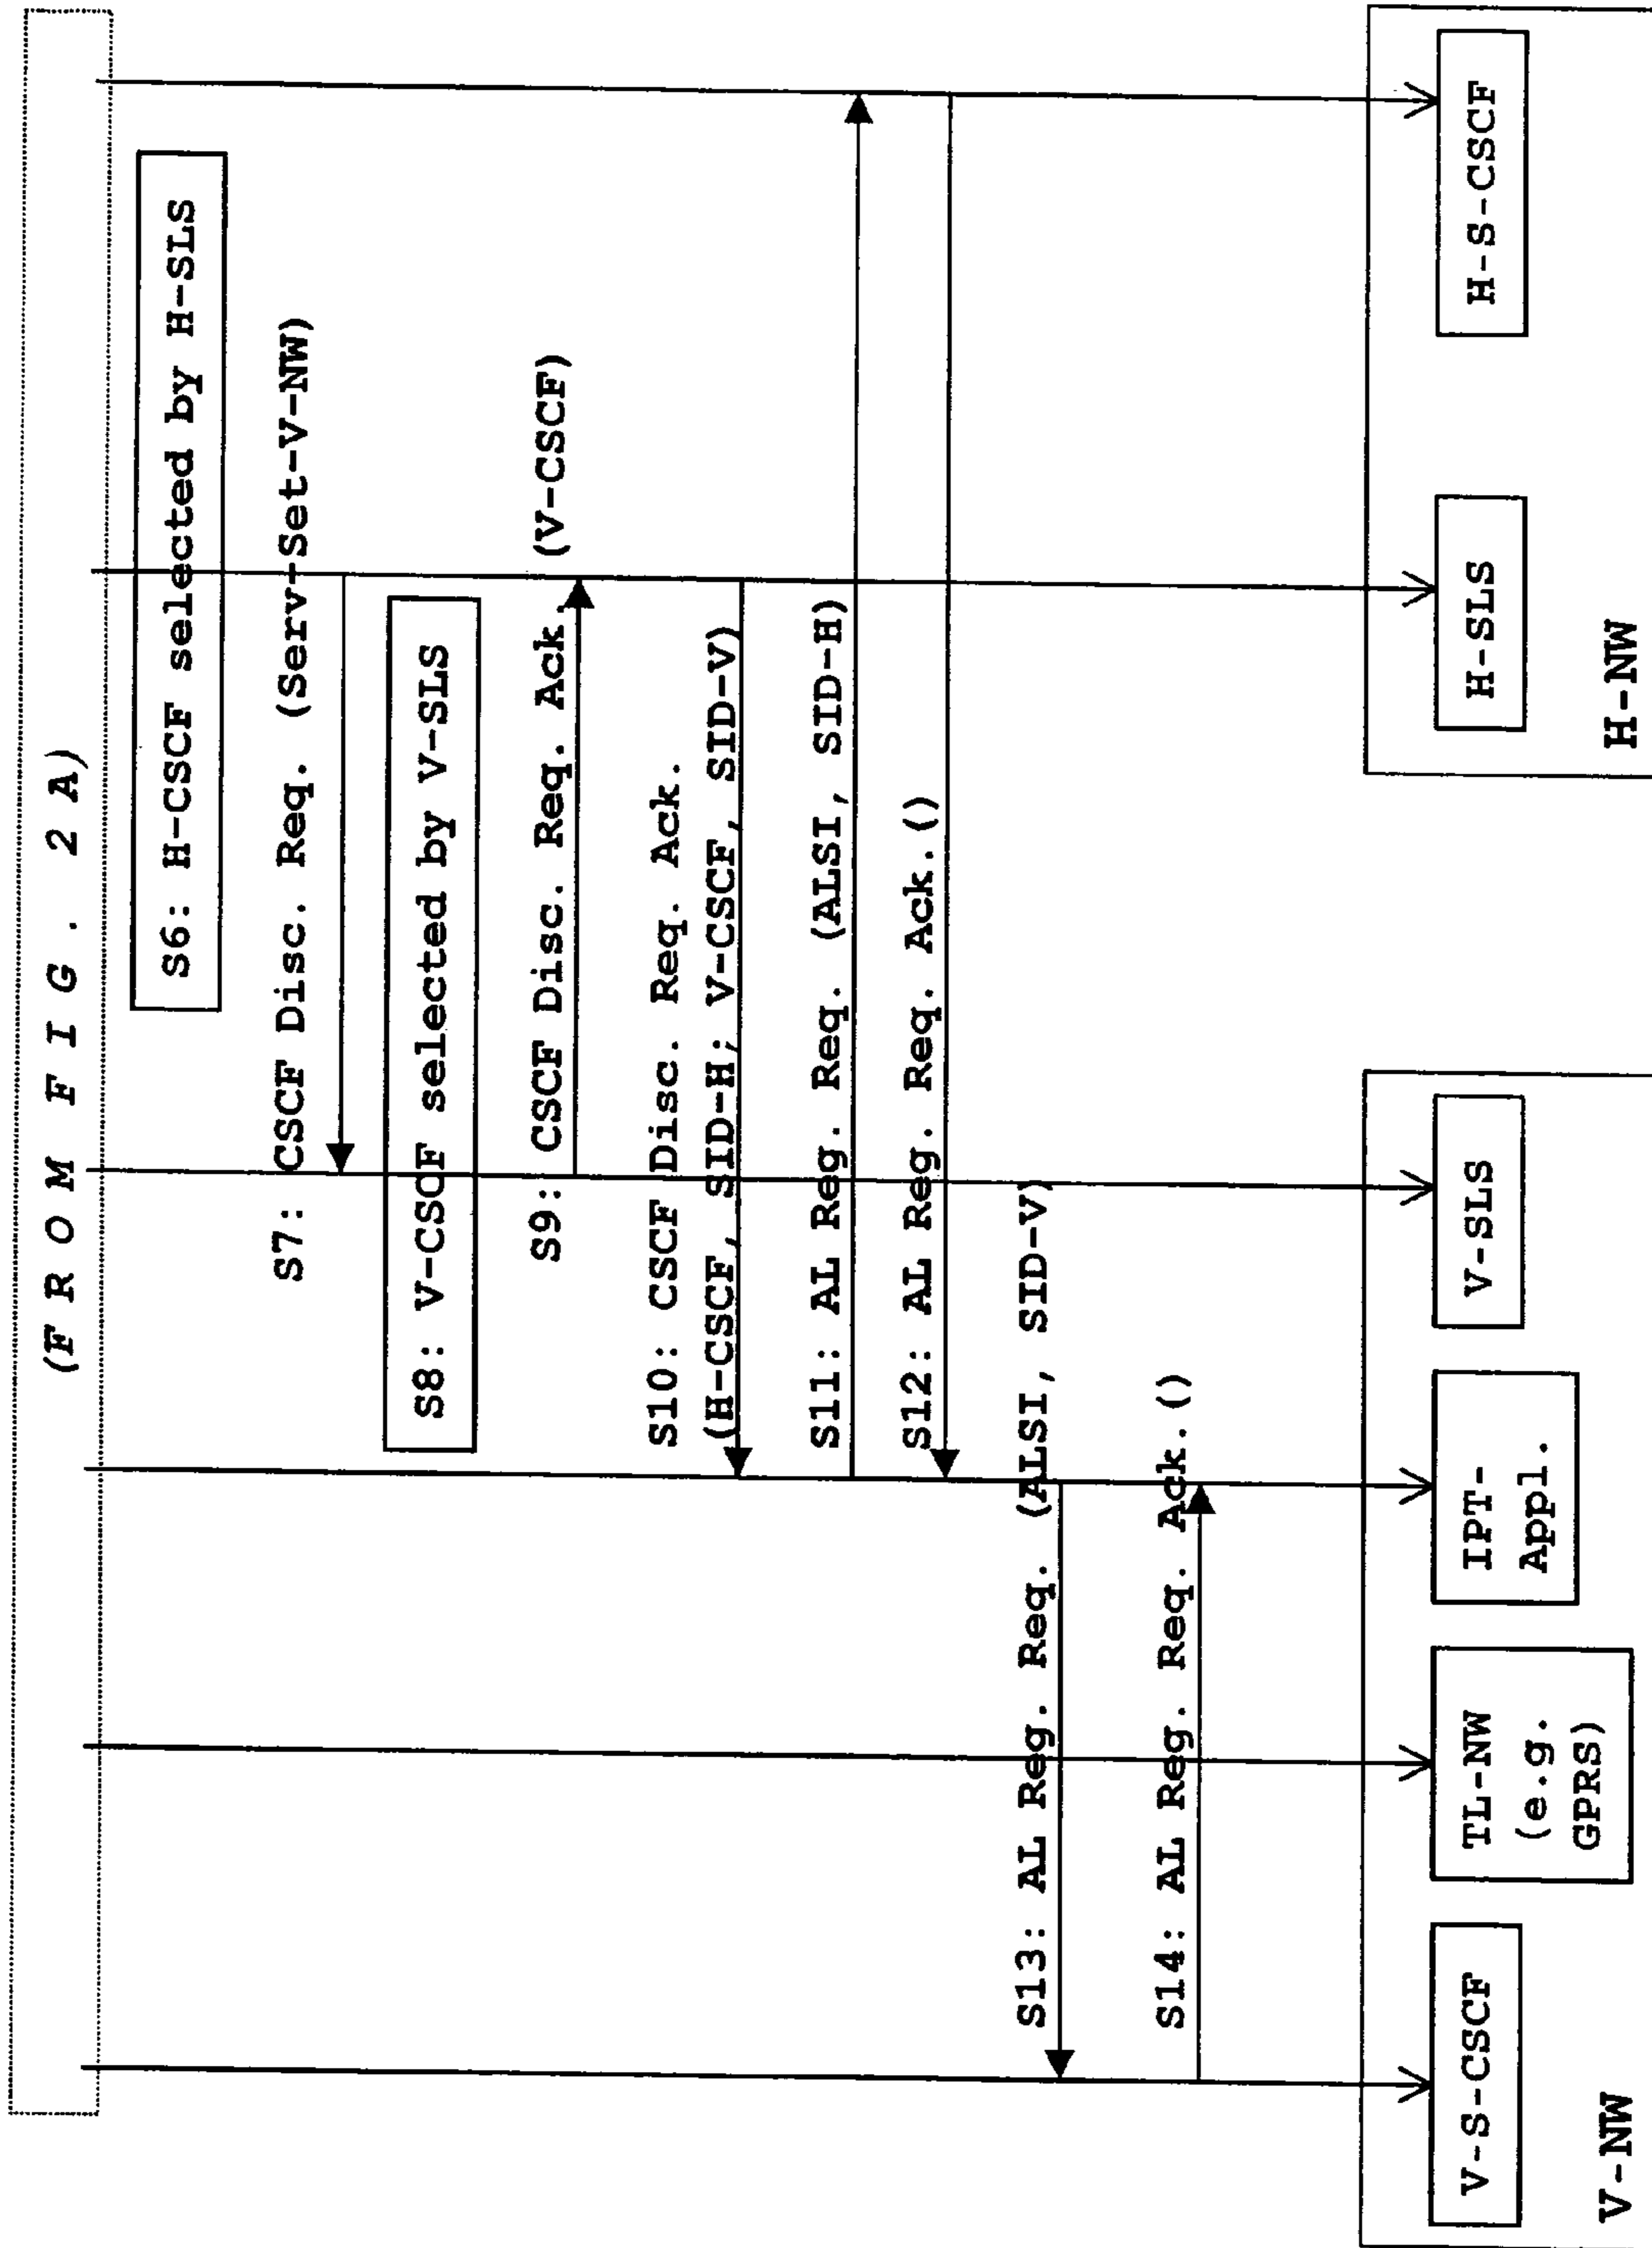 (FROM FIG. 2A)
S6: H-CSCF selected by H-SLS
S7: CSCF Disc. Req. (Serv-Set-V-NW)
S8: V-CSCF selected by V-SLS
S9: CSCF Disc. Req. Ack. (V-CSCF)
S10: CSCF Disc. Req. Ack.
(H-CSCF, SID-H; V-CSCF, SID-V)
S11: AL Reg. Req. (ALSI, SID-H)
S12: AL Reg. Req. Ack.()
S13: AL Reg. Req. (ALSI, SID-V)
S14: AL Reg. Req. Ack.()
V-S-CSCF
TL-NW
(e.g.
GPRS)
IPT-
Appl.
V-SLS
H-SLS
H-S-CSCF
V-NW
H-NW